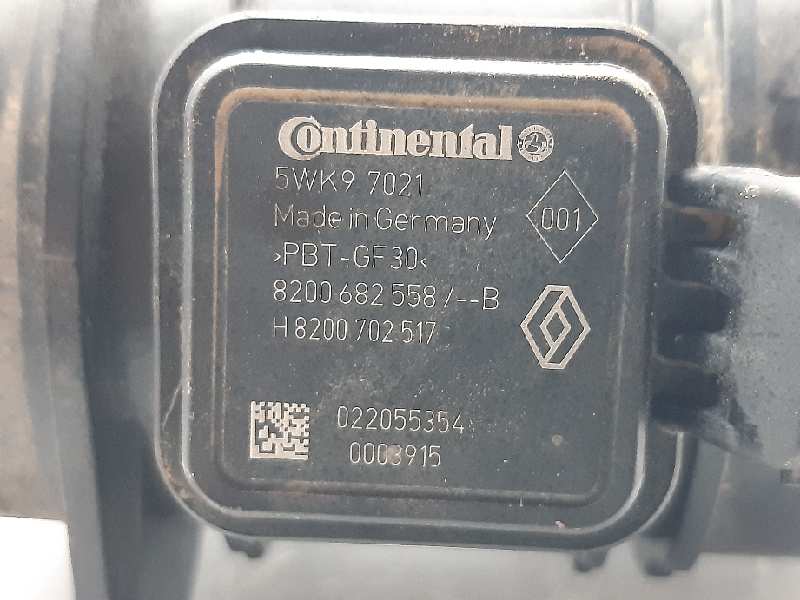 Continental
5WK9 7021
Made in Germany
001
>PBT-GF30<
8200 682 558 /--B
H 8200 702 517
022055354
0003915